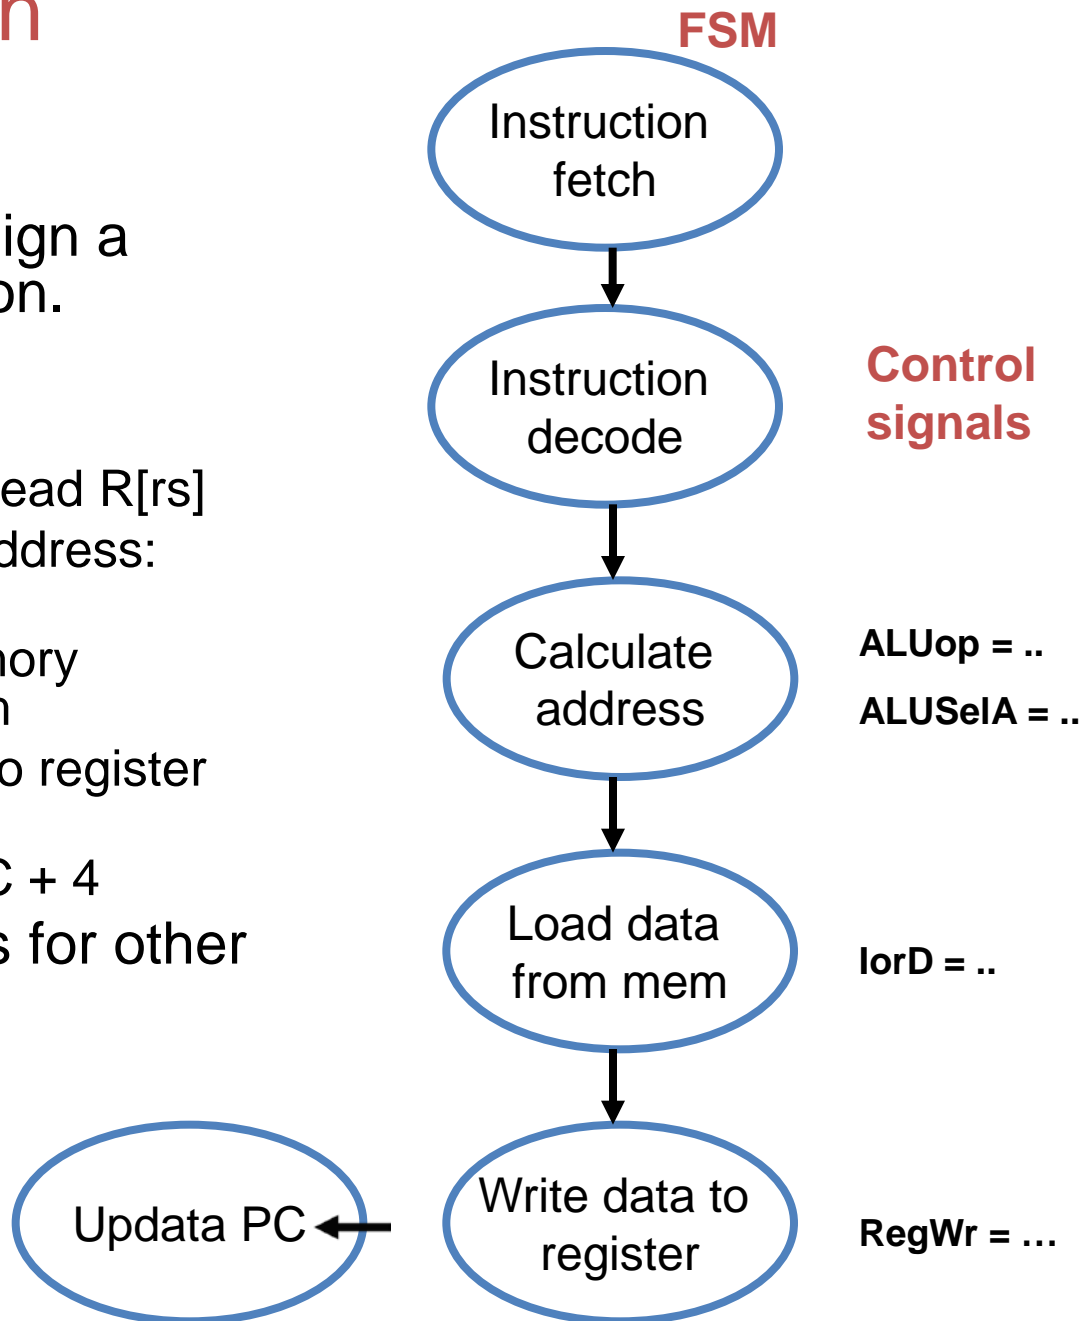 n
ign a
on.
ead R[rs]
ddress:
nory
n
o register
C + 4
s for other
FSM
Instruction
fetch
Instruction
decode
Control
signals
Calculate
address
ALUop = ..
ALUSelA = ..
Load data
from mem
IorD = ..
Write data to
register
RegWr = ...
Updata PC